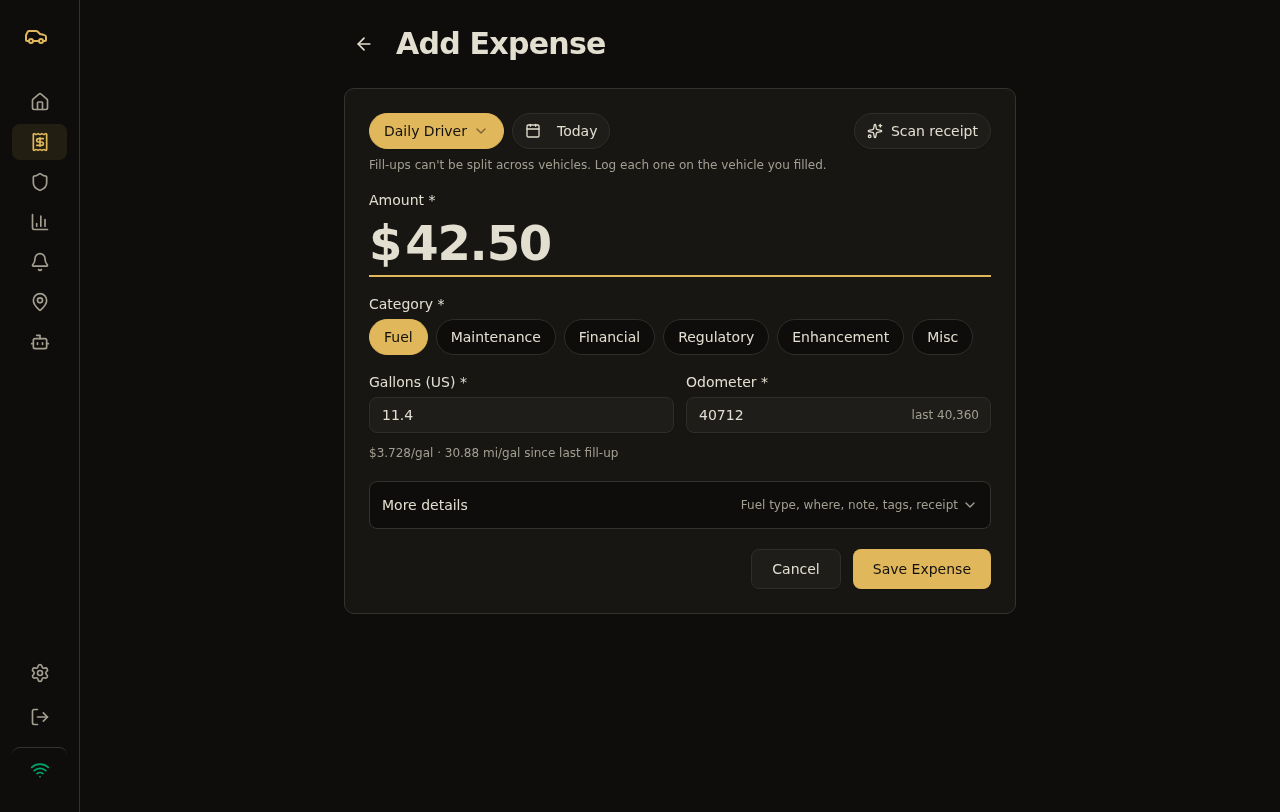 Add Expense
Daily Driver
Today
Scan receipt
Fill-ups can't be split across vehicles. Log each one on the vehicle you filled.
Amount *
$ 42.50
Category *
Fuel
Maintenance
Financial
Regulatory
Enhancement
Misc
Gallons (US) *
Odometer *
11.4
40712
last 40,360
$3.728/gal · 30.88 mi/gal since last fill-up
More details
Fuel type, where, note, tags, receipt
Cancel
Save Expense